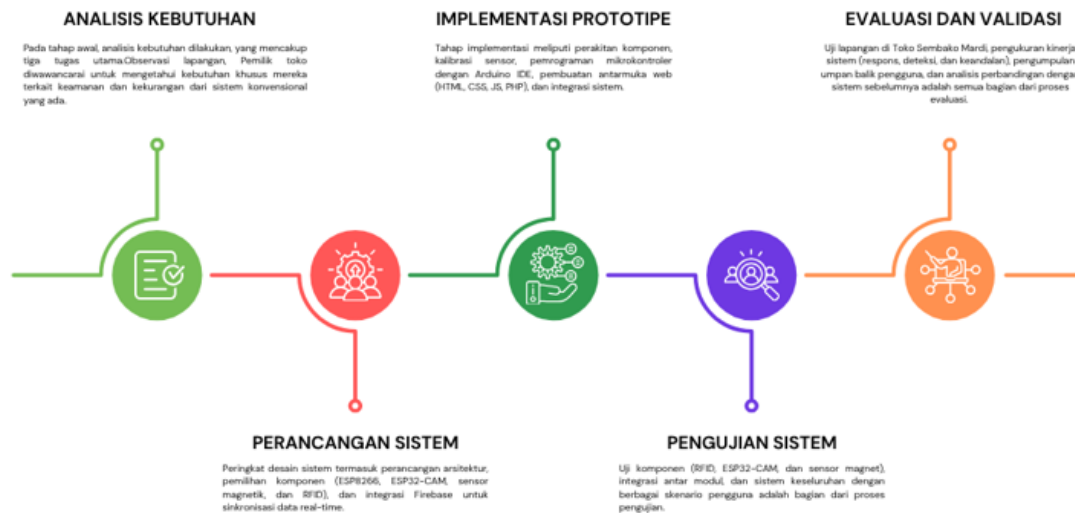 ANALISIS KEBUTUHAN
Pada tahap awal, analisis kebutuhan dilakukan, yang mencakup
tiga tugas utama.Observasi lapangan, Pemilik toko
diwawancarai untuk mengetahui kebutuhan khusus mereka
terkait keamanan dan kekurangan dari sistem konvensional
yang ada.
IMPLEMENTASI PROTOTIPE
Tahap implementasi meliputi perakitan komponen,
kalibrasi sensor, pemrograman mikrokontroler
dengan Arduino IDE, pembuatan antarmuka web
(HTML, CSS, JS, PHP), dan integrasi sistem.
EVALUASI DAN VALIDASI
Uji lapangan di Toko Sembako Mardi, pengukuran kinerja
sistem (respons, deteksi, dan keandalan), pengumpulan
umpan balik pengguna, dan analisis perbandingan dengan
sistem sebelumnya adalah semua bagian dari proses
evaluasi.
PERANCANGAN SISTEM
Peringkat desain sistem termasuk perancangan arsitektur,
pemilihan komponen (ESP8266, ESP32-CAM, sensor
magnetik, dan RFID), dan integrasi Firebase untuk
sinkronisasi data real-time.
PENGUJIAN SISTEM
Uji komponen (RFID, ESP32-CAM, dan sensor magnet),
integrasi antar modul, dan sistem keseluruhan dengan
berbagai skenario pengguna adalah bagian dari proses
pengujian.